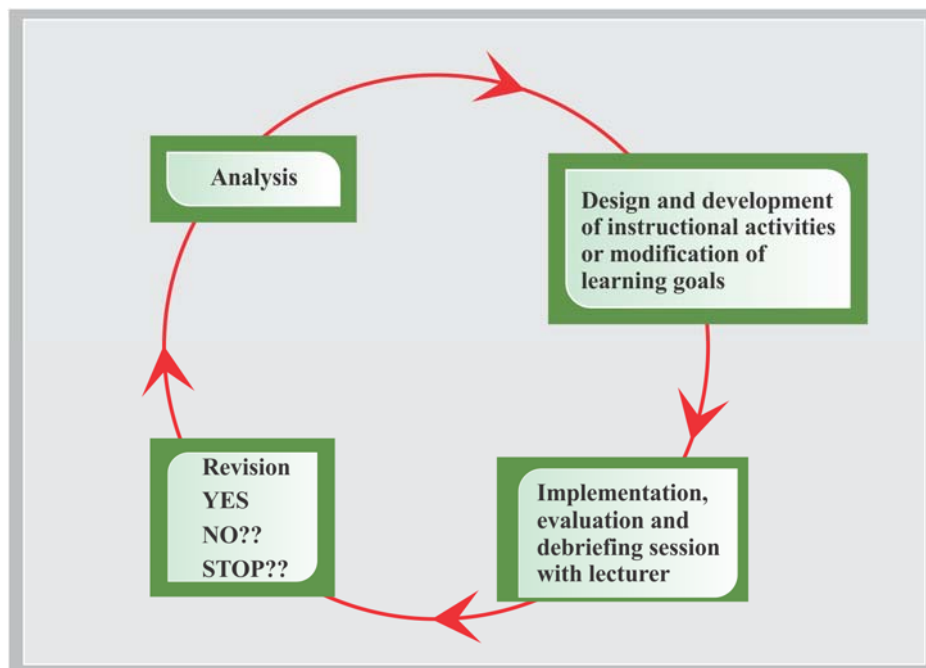 Analysis
Design and development
of instructional activities
or modification of
learning goals
Implementation,
evaluation and
debriefing session
with lecturer
Revision
YES
NO??
STOP??